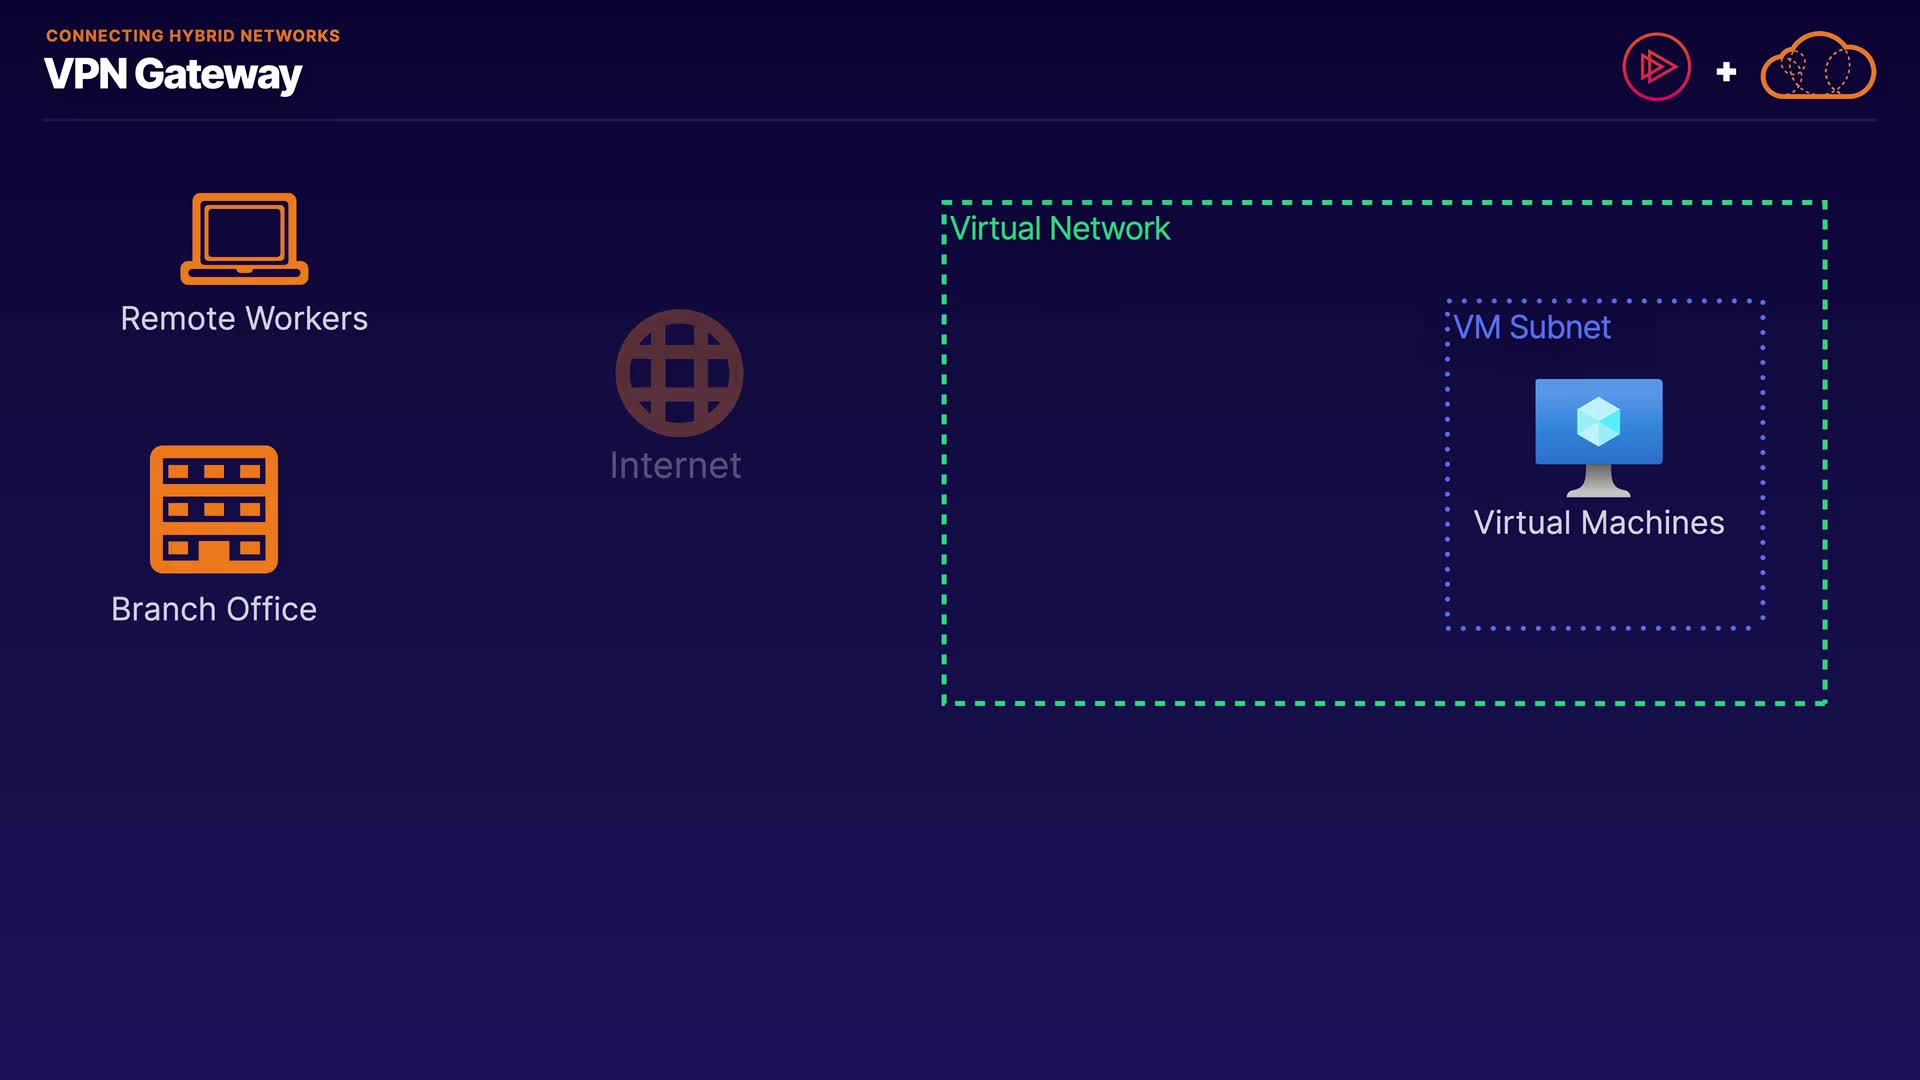 CONNECTING HYBRID NETWORKS
VPN Gateway
Remote Workers
Branch Office
Internet
Virtual Network
VM Subnet
Virtual Machines